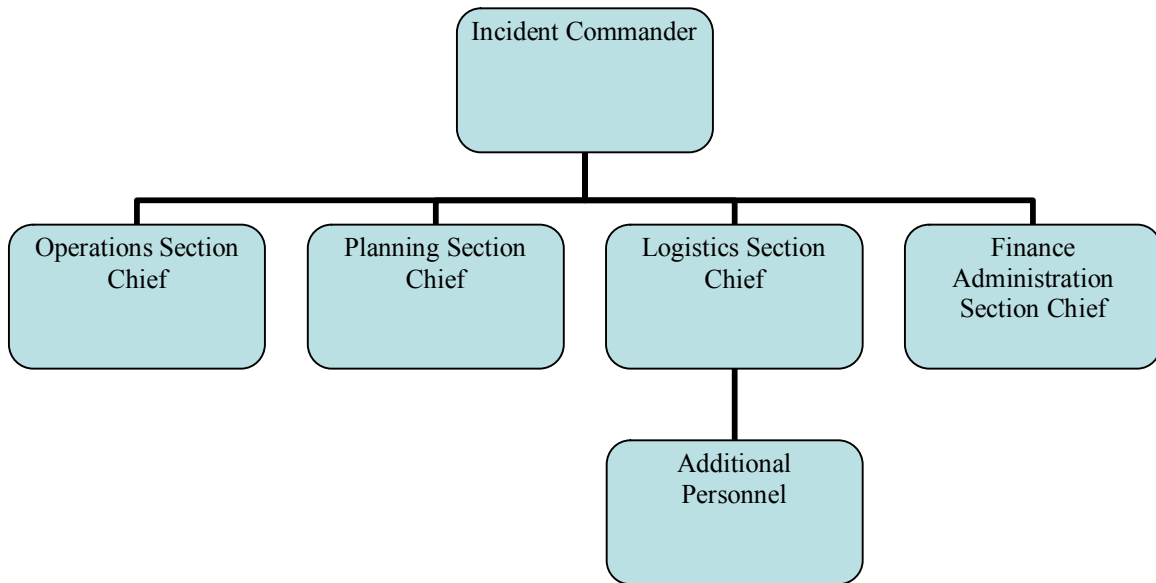 Incident Commander
Operations Section
Chief
Planning Section
Chief
Logistics Section
Chief
Finance
Administration
Section Chief
Additional
Personnel